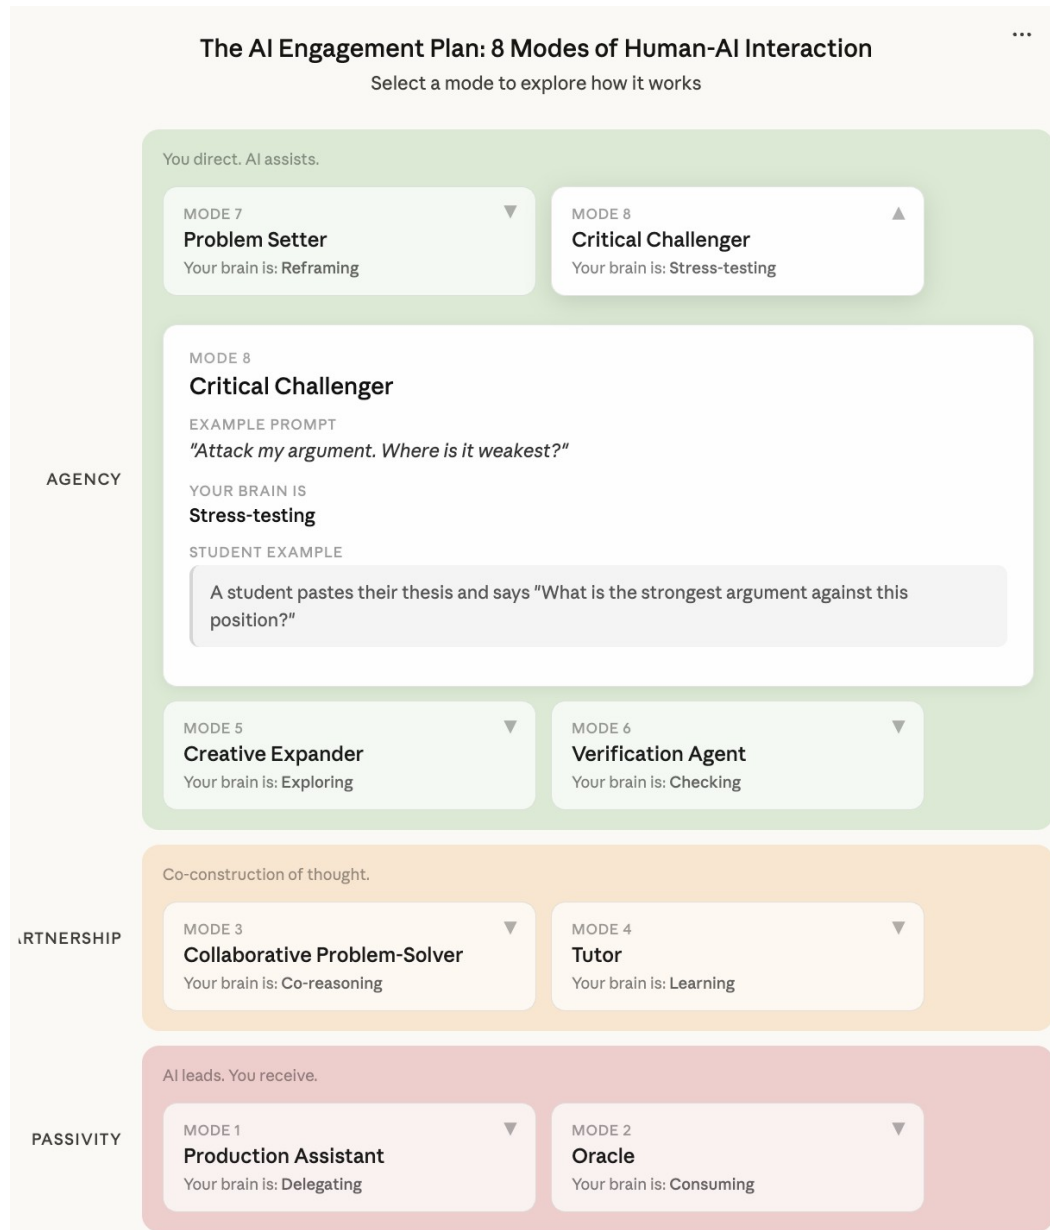 The AI Engagement Plan: 8 Modes of Human-AI Interaction
Select a mode to explore how it works
AGENCY
You direct. AI assists.
MODE 7
Problem Setter
Your brain is: Reframing
MODE 8
Critical Challenger
Your brain is: Stress-testing
MODE 8
Critical Challenger
EXAMPLE PROMPT
"Attack my argument. Where is it weakest?"
YOUR BRAIN IS
Stress-testing
STUDENT EXAMPLE
A student pastes their thesis and says "What is the strongest argument against this
position?"
MODE 5
Creative Expander
Your brain is: Exploring
MODE 6
Verification Agent
Your brain is: Checking
ARTNERSHIP
Co-construction of thought.
MODE 3
Collaborative Problem-Solver
Your brain is: Co-reasoning
MODE 4
Tutor
Your brain is: Learning
PASSIVITY
AI leads. You receive.
MODE 1
Production Assistant
Your brain is: Delegating
MODE 2
Oracle
Your brain is: Consuming